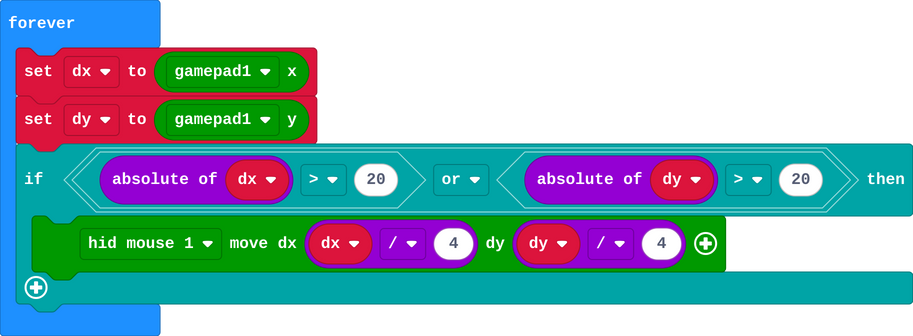 forever
set dx to gamepad1 x
set dy to gamepad1 y
if absolute of dx > 20 or absolute of dy > 20 then
hid mouse 1 move dx dx / 4 dy dy / 4